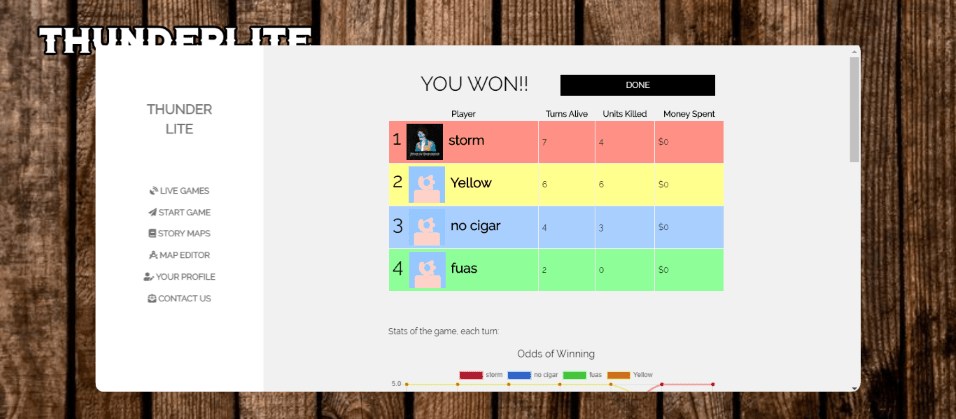 THUNDERLITE
THUNDER
LITE
LIVE GAMES
START GAME
STORY MAPS
MAP EDITOR
YOUR PROFILE
CONTACT US
YOU WON!!
DONE
Player Turns Alive Units Killed Money Spent
1 storm 7 4 $0
2 Yellow 6 6 $0
3 no cigar 4 3 $0
4 fuas 2 0 $0
Stats of the game, each turn:
Odds of Winning
storm no cigar fuas Yellow
5.0